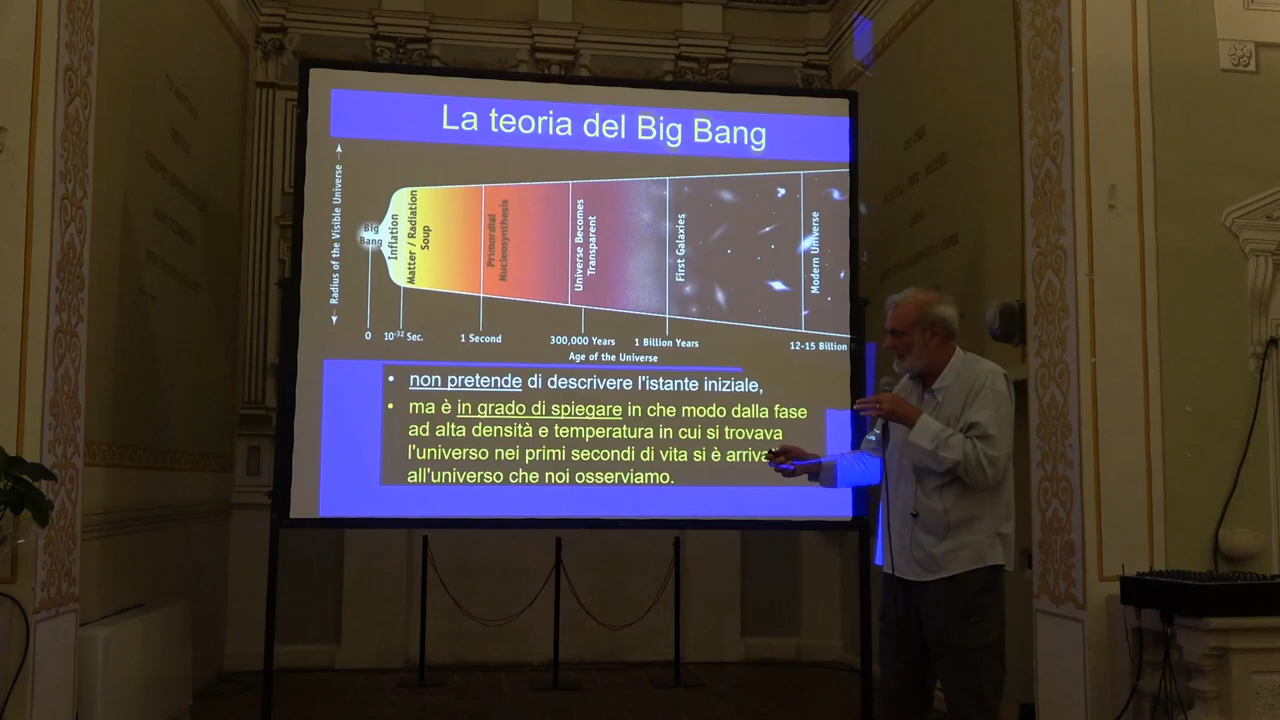 La teoria del Big Bang
Radius of the Visible Universe
Big
Bang
Inflation
Matter / Radiation
Soup
Primordial
Nucleosynthesis
Universe Becomes
Transparent
First Galaxies
Modern Universe
0
10⁻³² Sec.
1 Second
300,000 Years
1 Billion Years
12-15 Billion
Age of the Universe
• non pretende di descrivere l'istante iniziale,
• ma è in grado di spiegare in che modo dalla fase
ad alta densità e temperatura in cui si trovava
l'universo nei primi secondi di vita si è arriva
all'universo che noi osserviamo.